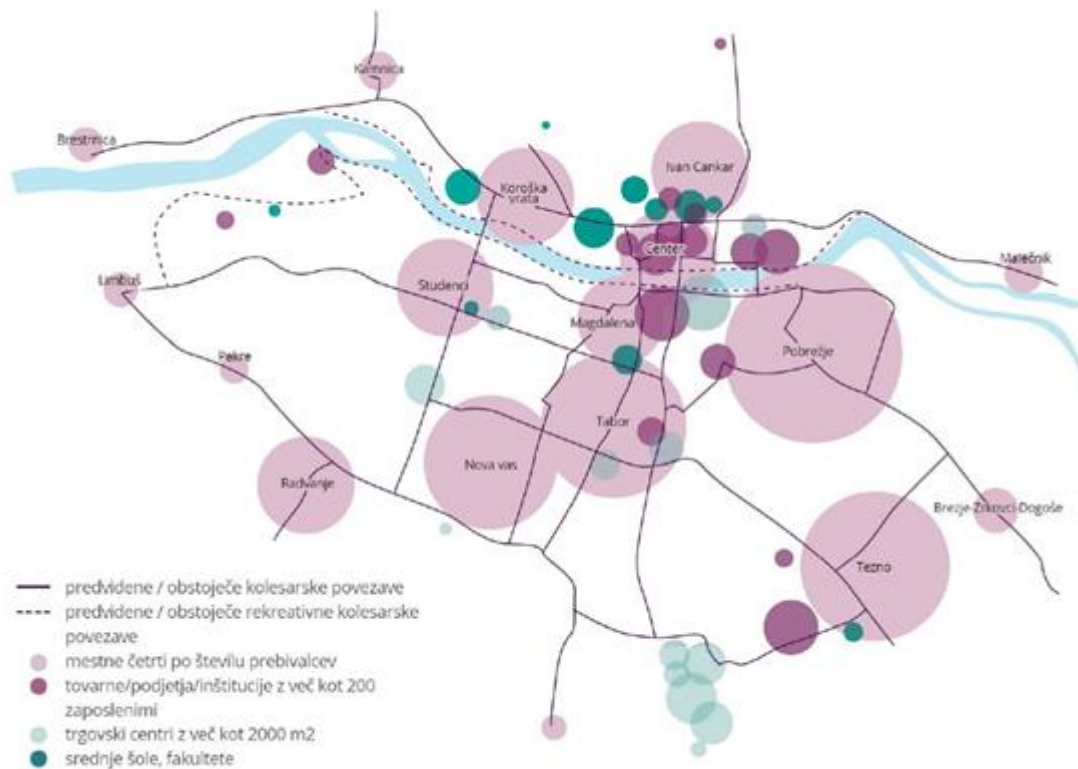 Kamnica
Brestrnica
Ivan Cankar
Koroška
vrata
Center
Malečnik
Limbuš
Studenci
Magdalena
Pobrežje
Pekre
Tabor
Nova vas
Radvanje
Brezje-Zrkovci-Dogoše
Tezno
predvidene / obstoječe kolesarske povezave
predvidene / obstoječe rekreativne kolesarske
povezave
mestne četrti po številu prebivalcev
tovarne/podjetja/inštitucije z več kot 200
zaposlenimi
trgovski centri z več kot 2000 m2
srednje šole, fakultete